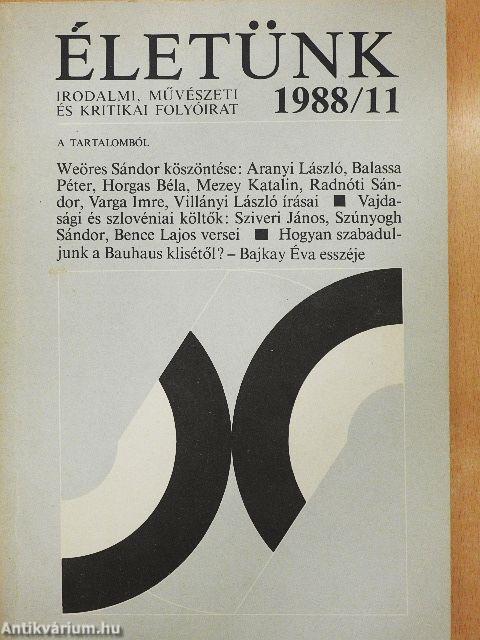 ÉLETÜNK
IRODALMI, MŰVÉSZETI
ÉS KRITIKAI FOLYÓIRAT
1988/11
A TARTALOMBÓL
Weöres Sándor köszöntése: Aranyi László, Balassa
Péter, Horgas Béla, Mezey Katalin, Radnóti Sán-
dor, Varga Imre, Villányi László írásai ■ Vajda-
sági és szlovéniai költők: Sziveri János, Szúnyogh
Sándor, Bence Lajos versei ■ Hogyan szabadul-
junk a Bauhaus klisétől? – Bajkay Éva esszéje
Antikvárium.hu